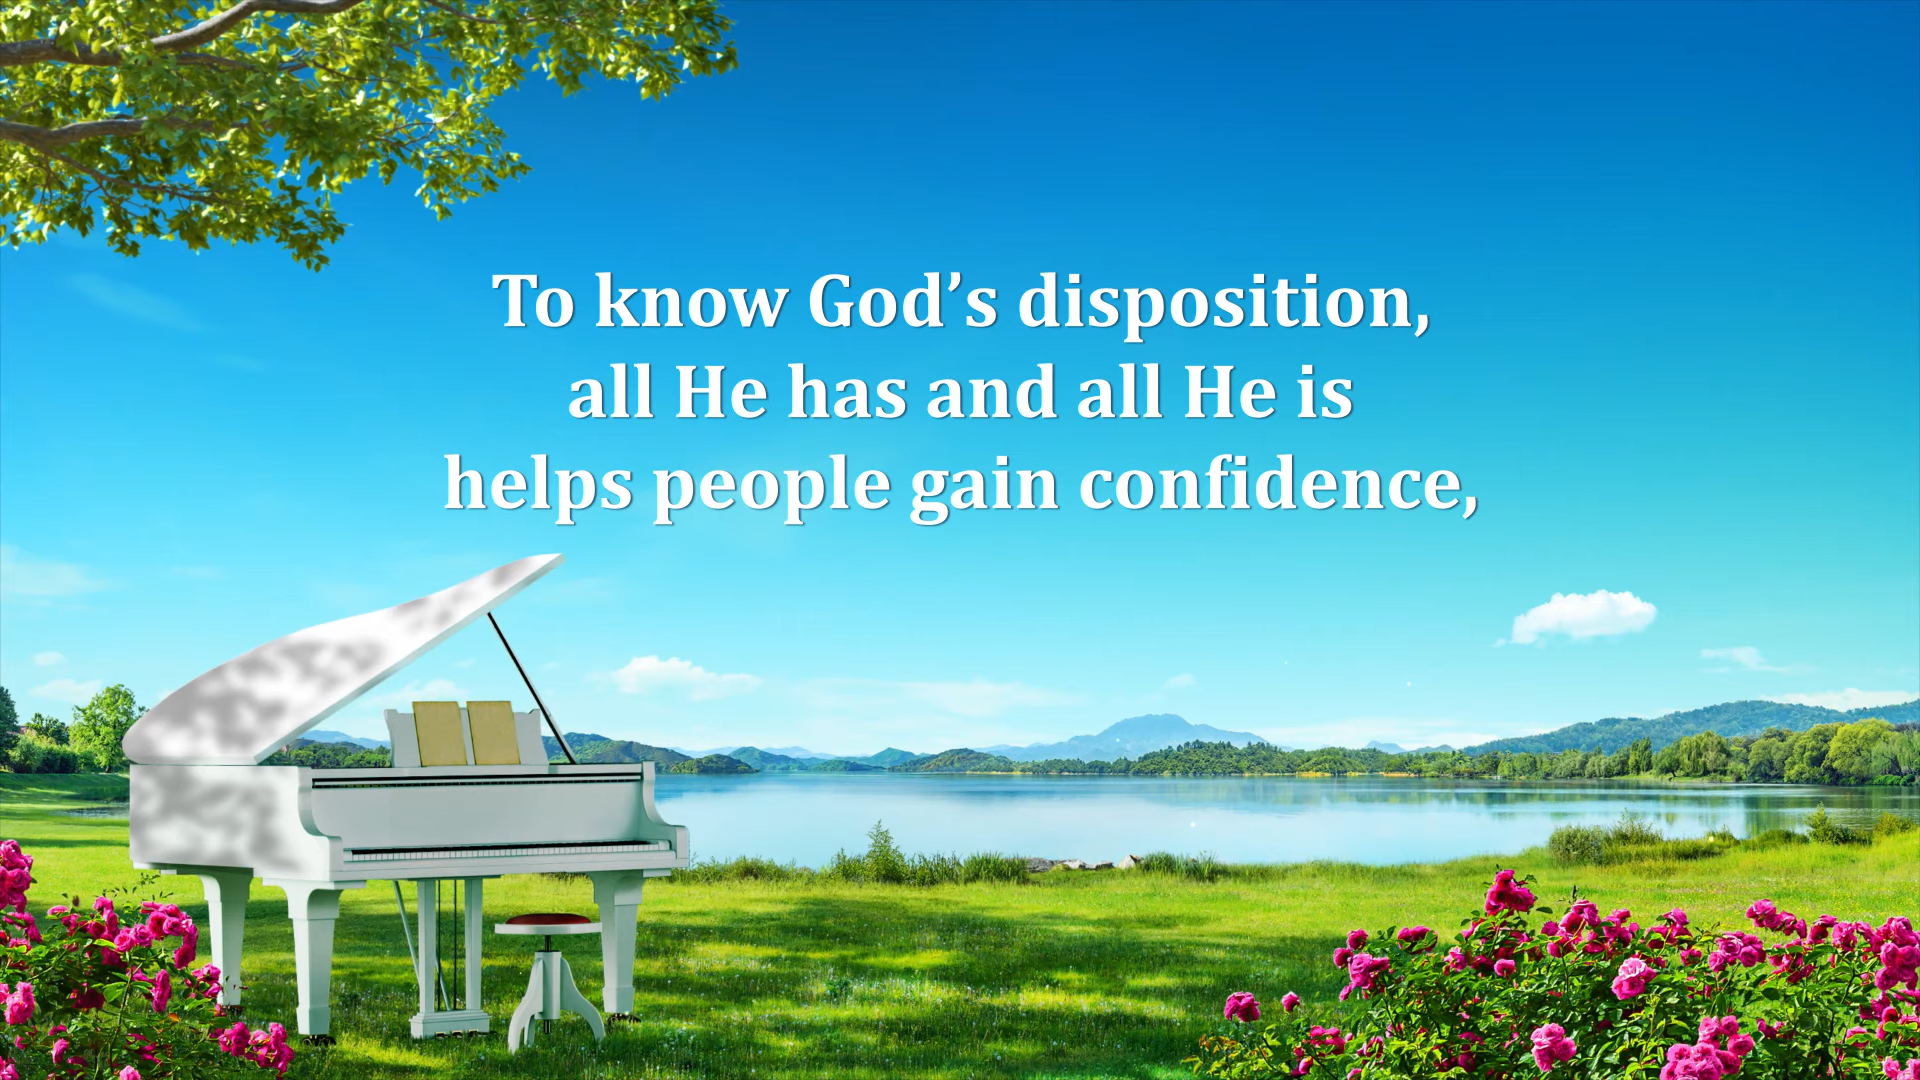 To know God’s disposition,
all He has and all He is
helps people gain confidence,